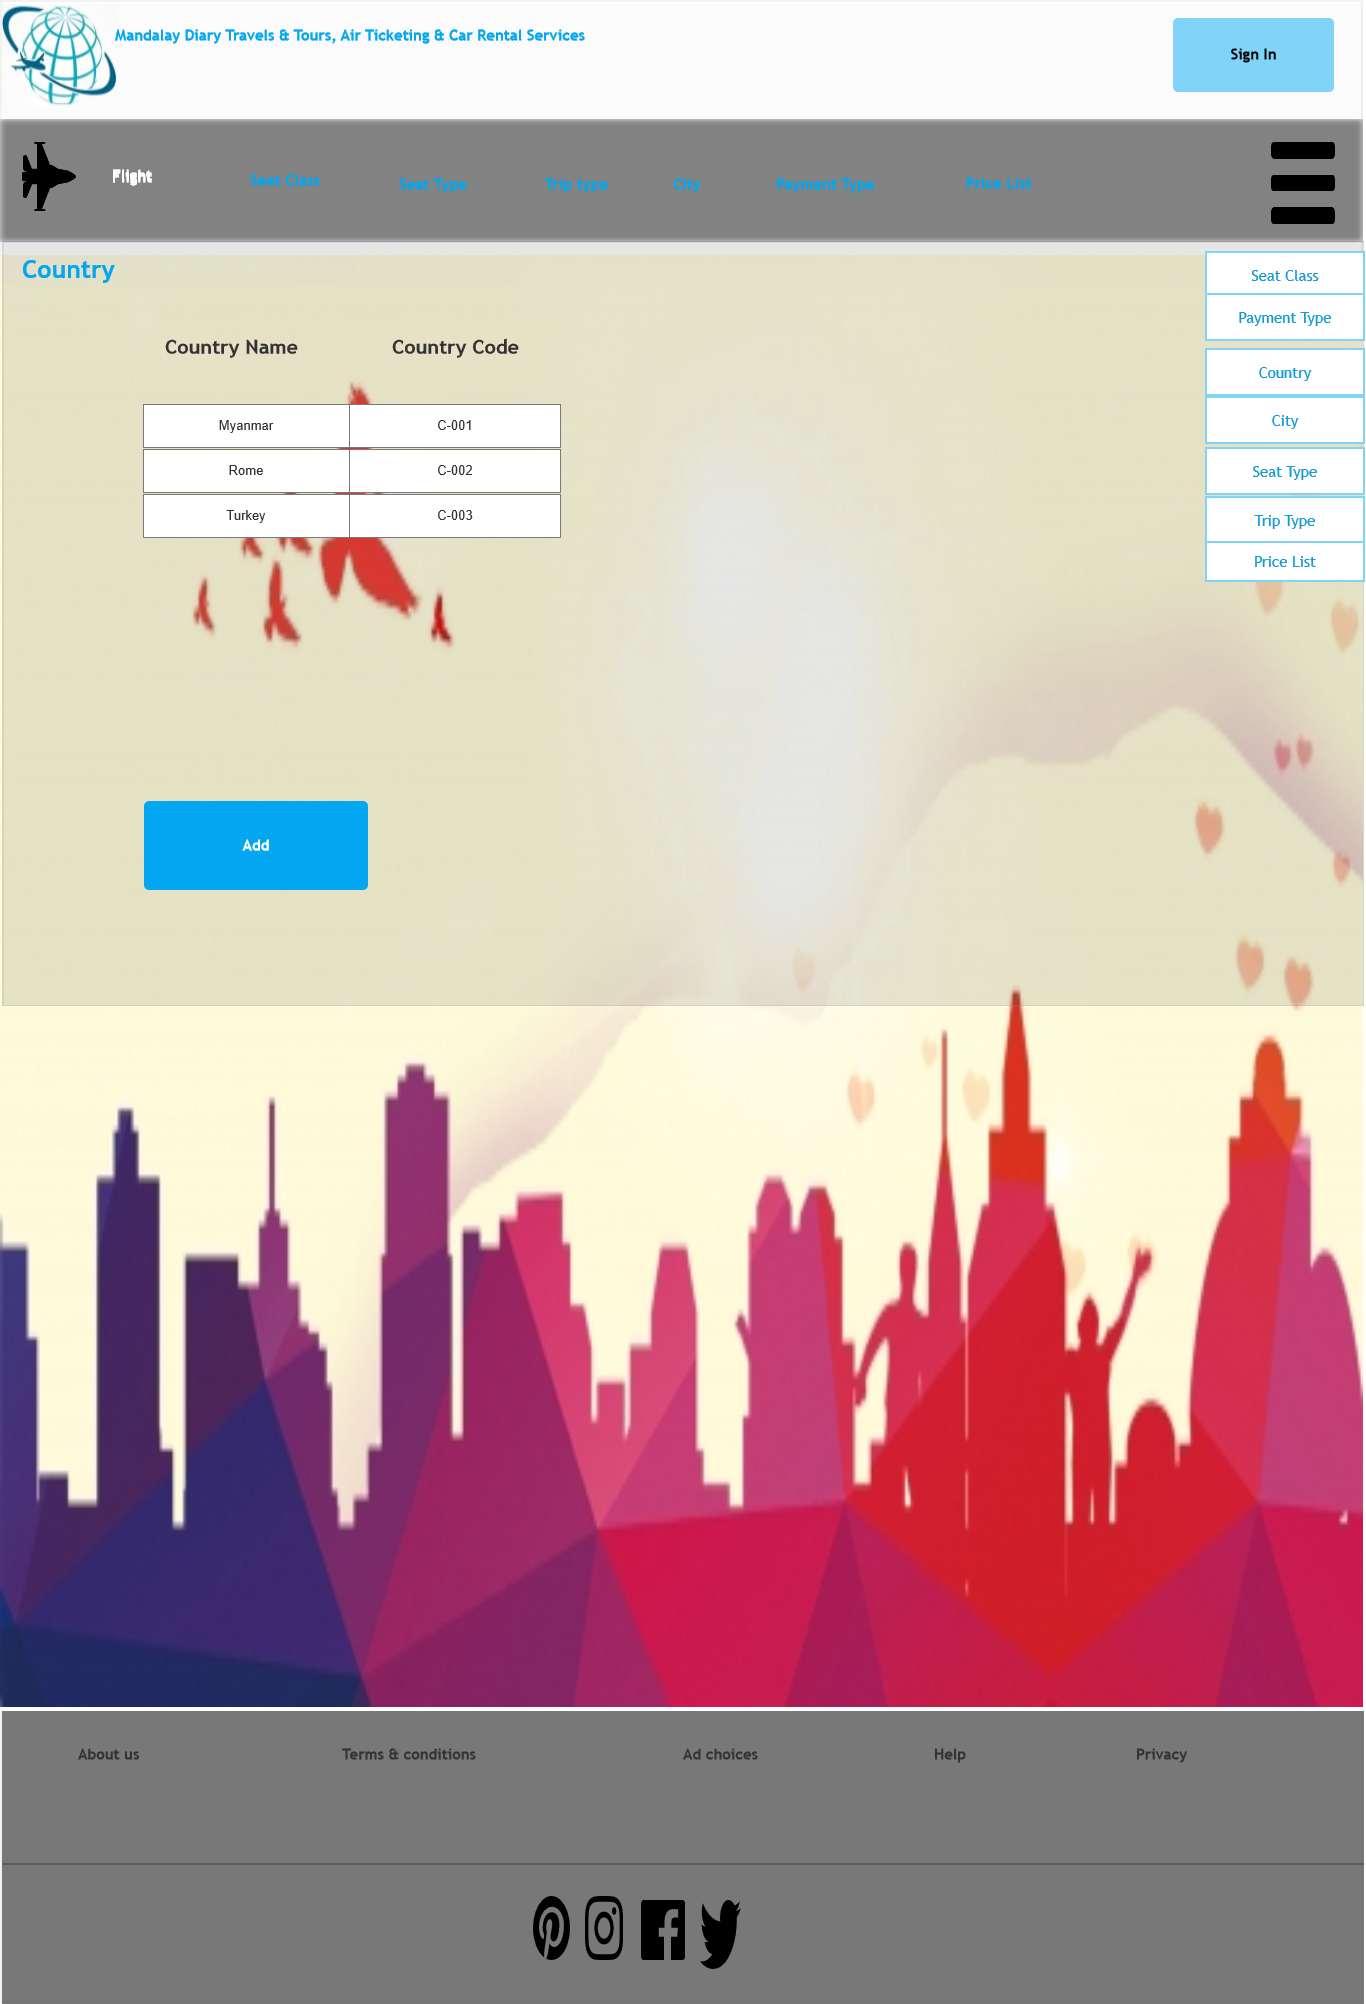 Mandalay Diary Travels & Tours, Air Ticketing & Car Rental Services
Sign In
Flight
Seat Class
Seat Type
Trip type
City
Payment Type
Price List
Country
Seat Class
Payment Type
Country
City
Seat Type
Trip Type
Price List
Country Name Country Code
Myanmar C-001
Rome C-002
Turkey C-003
Add
About us
Terms & conditions
Ad choices
Help
Privacy